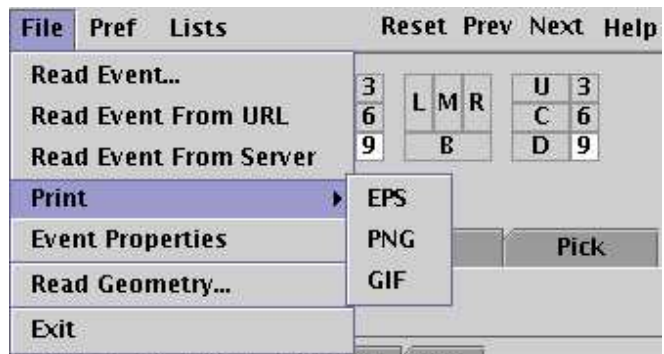 File Pref Lists Reset Prev Next Help
Read Event...
Read Event From URL
Read Event From Server
3
6
9
L M R
B
U 3
C 6
D 9
Print
EPS
PNG
GIF
Event Properties
Pick
Read Geometry...
Exit